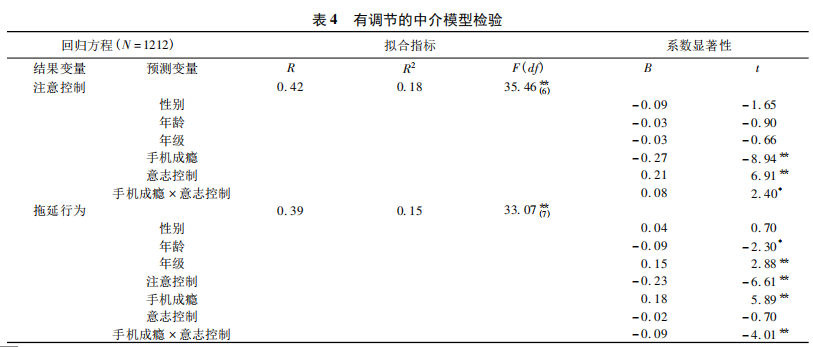 表 4 有调节的中介模型检验
回归方程(N=1212) 拟合指标 系数显著性
结果变量 预测变量 R R² F(df) B t
注意控制 0.42 0.18 35.46**(6)
性别 -0.09 -1.65
年龄 -0.03 -0.90
年级 -0.03 -0.66
手机成瘾 -0.27 -8.94**
意志控制 0.21 6.91**
手机成瘾×意志控制 0.08 2.40*
拖延行为 0.39 0.15 33.07**(7)
性别 0.04 0.70
年龄 -0.09 -2.30*
年级 0.15 2.88**
注意控制 -0.23 -6.61**
手机成瘾 0.18 5.89**
意志控制 -0.02 -0.70
手机成瘾×意志控制 -0.09 -4.01**